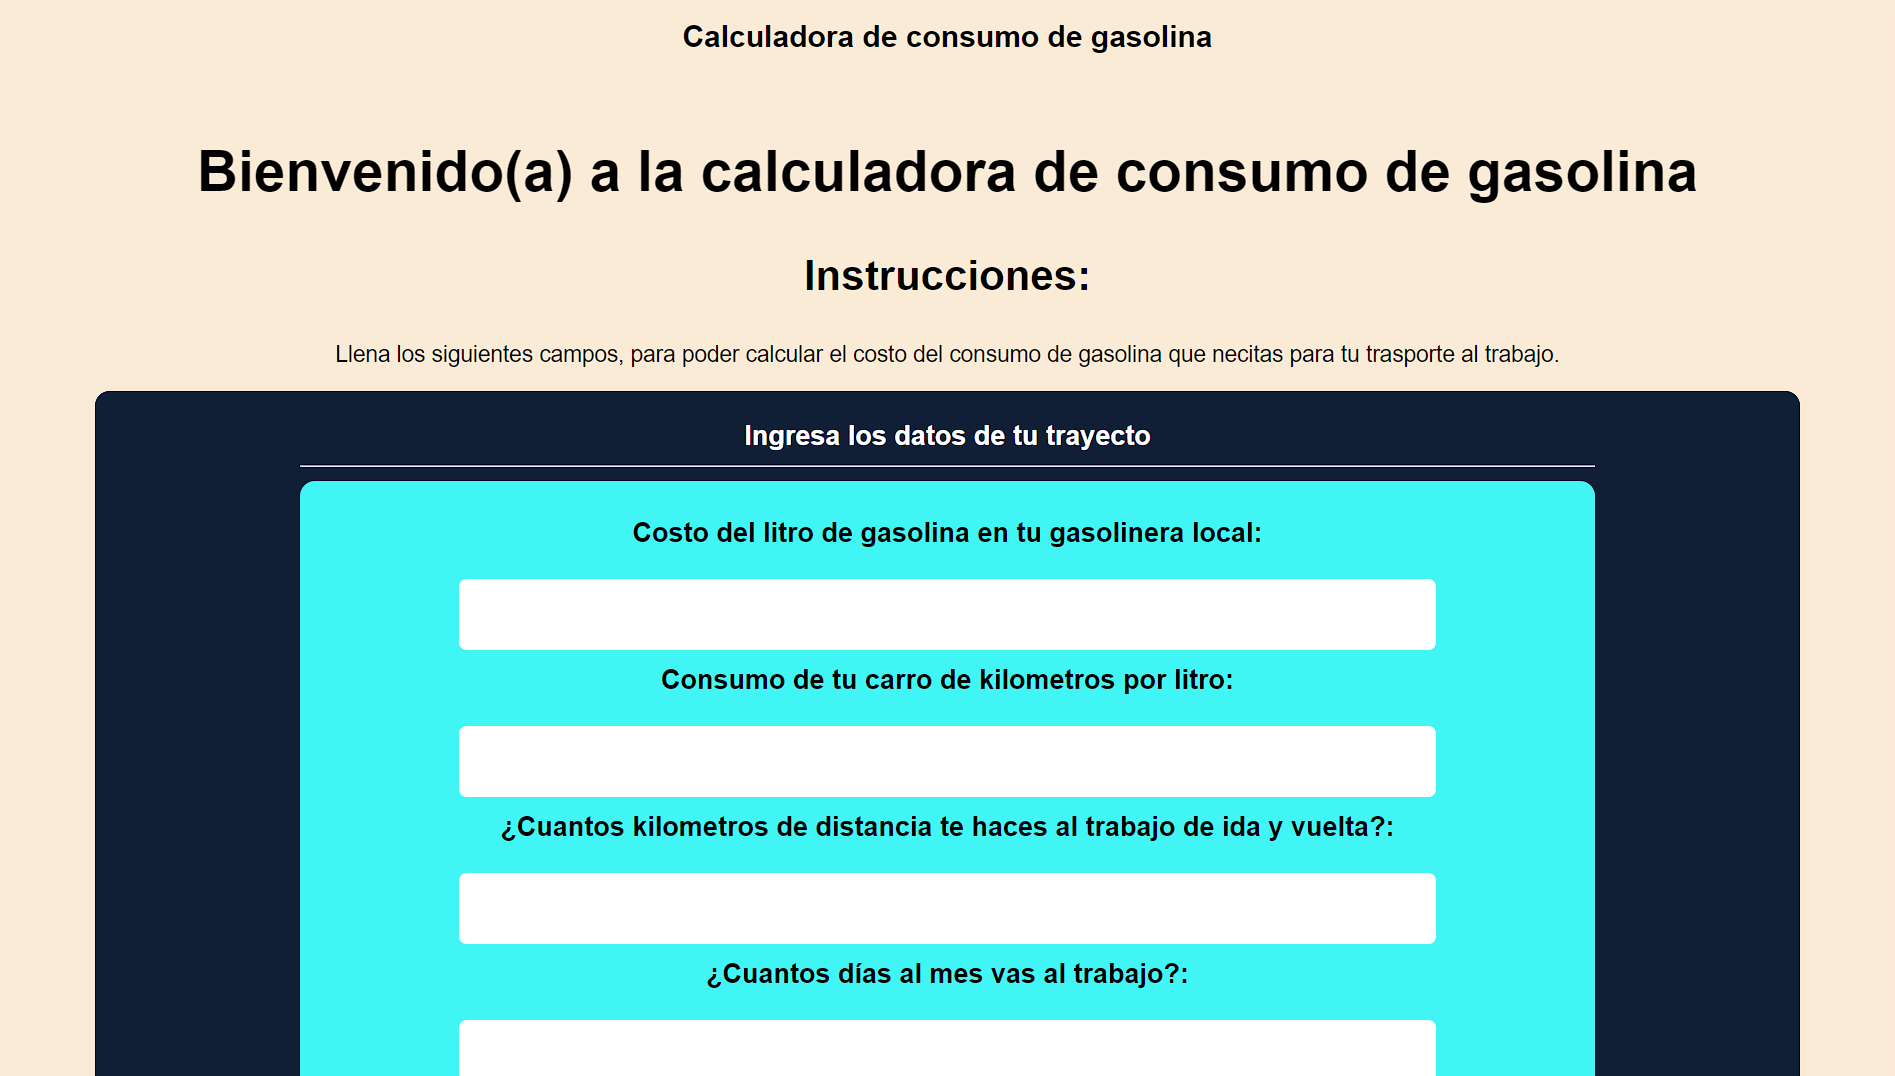 Calculadora de consumo de gasolina
Bienvenido(a) a la calculadora de consumo de gasolina
Instrucciones:
Llena los siguientes campos, para poder calcular el costo del consumo de gasolina que necitas para tu trasporte al trabajo.
Ingresa los datos de tu trayecto
Costo del litro de gasolina en tu gasolinera local:
Consumo de tu carro de kilometros por litro:
¿Cuantos kilometros de distancia te haces al trabajo de ida y vuelta?:
¿Cuantos días al mes vas al trabajo?: